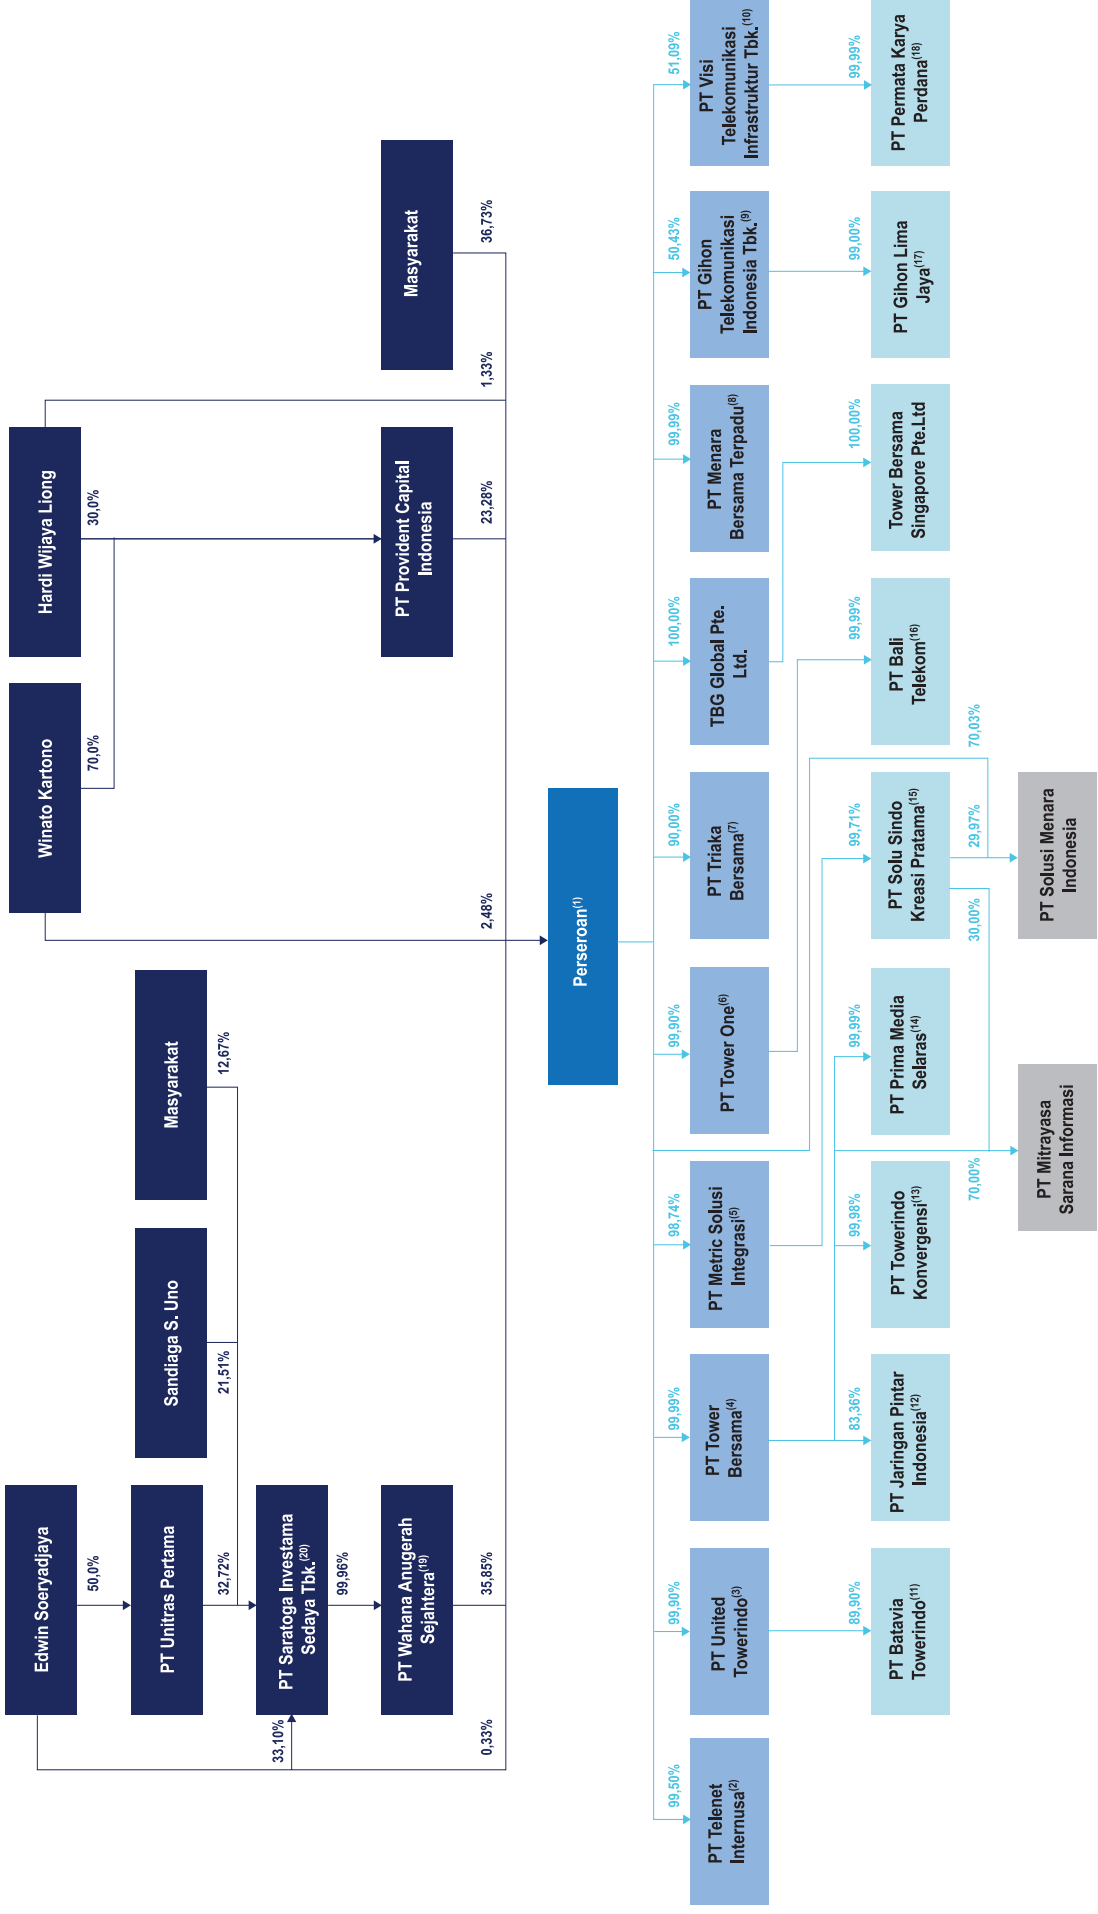 Edwin Soeryadjaya
Winato Kartono
Hardi Wijaya Liong
50,0%
70,0%
30,0%
PT Unitras Pertama
Sandiaga S. Uno
Masyarakat
32,72%
21,51%
12,67%
33,10%
PT Saratoga Investama
Sedaya Tbk.(20)
99,96%
PT Wahana Anugerah
Sejahtera(19)
PT Provident Capital
Indonesia
Masyarakat
0,33%
35,85%
2,48%
23,28%
1,33%
36,73%
Perseroan(1)
99,50%
99,90%
99,99%
98,74%
99,90%
90,00%
100,00%
99,99%
50,43%
51,09%
PT Telenet
Internusa(2)
PT United
Towerindo(3)
PT Tower
Bersama(4)
PT Metric Solusi
Integrasi(5)
PT Tower One(6)
PT Triaka
Bersama(7)
TBG Global Pte.
Ltd.
PT Menara
Bersama Terpadu(8)
PT Gihon
Telekomunikasi
Indonesia Tbk.(9)
PT Visi
Telekomunikasi
Infrastruktur Tbk.(10)
89,90%
83,36%
99,98%
99,99%
99,71%
99,99%
100,00%
99,00%
99,99%
PT Batavia
Towerindo(11)
PT Jaringan Pintar
Indonesia(12)
PT Towerindo
Konvergensi(13)
PT Prima Media
Selaras(14)
PT Solu Sindo
Kreasi Pratama(15)
PT Bali
Telekom(16)
Tower Bersama
Singapore Pte.Ltd
PT Gihon Lima
Jaya(17)
PT Permata Karya
Perdana(18)
70,00%
30,00%
29,97%
70,03%
PT Mitrayasa
Sarana Informasi
PT Solusi Menara
Indonesia